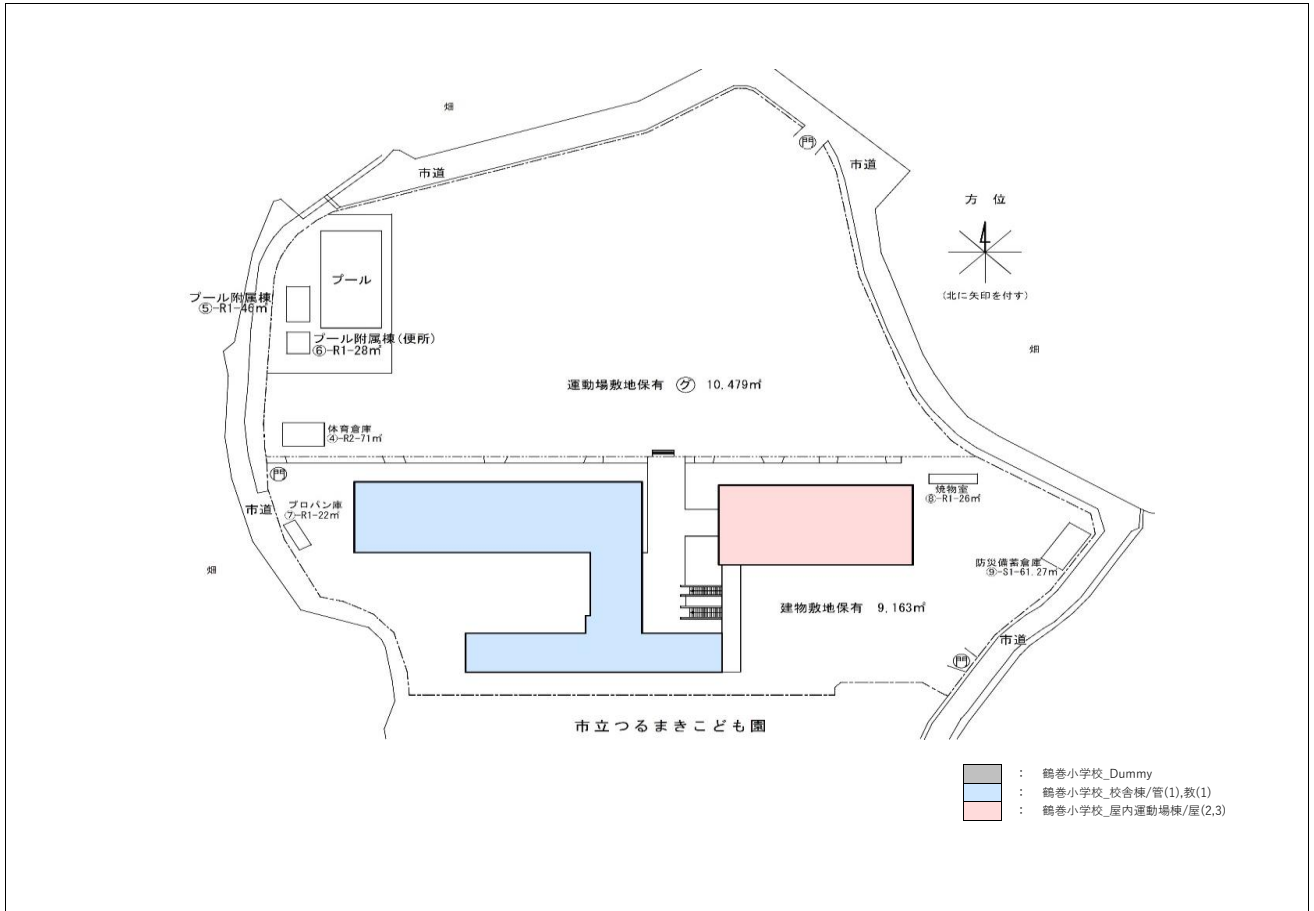 畑
市道
門
市道
方 位
(北に矢印を付す)
プール
プール附属棟
⑤-R1-46㎡
プール附属棟(便所)
⑥-R1-28㎡
畑
運動場敷地保有 グ 10,479㎡
体育倉庫
④-R2-71㎡
門
プロパン庫
⑦-R1-22㎡
市道
焼物室
⑧-R1-26㎡
畑
防災備蓄倉庫
⑨-S1-61.27㎡
建物敷地保有 9,163㎡
市道
門
市立つるまきこども園
： 鶴巻小学校_Dummy
： 鶴巻小学校_校舎棟/管(1),教(1)
： 鶴巻小学校_屋内運動場棟/屋(2,3)